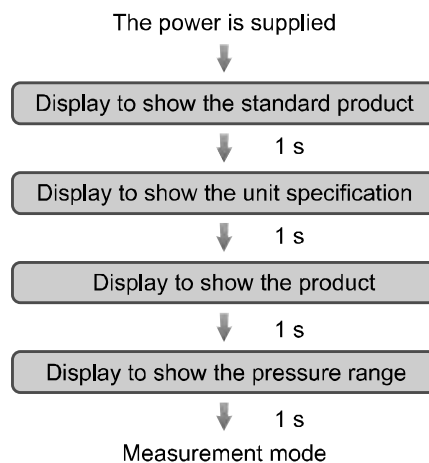 The power is supplied
Display to show the standard product
1 s
Display to show the unit specification
1 s
Display to show the product
1 s
Display to show the pressure range
1 s
Measurement mode